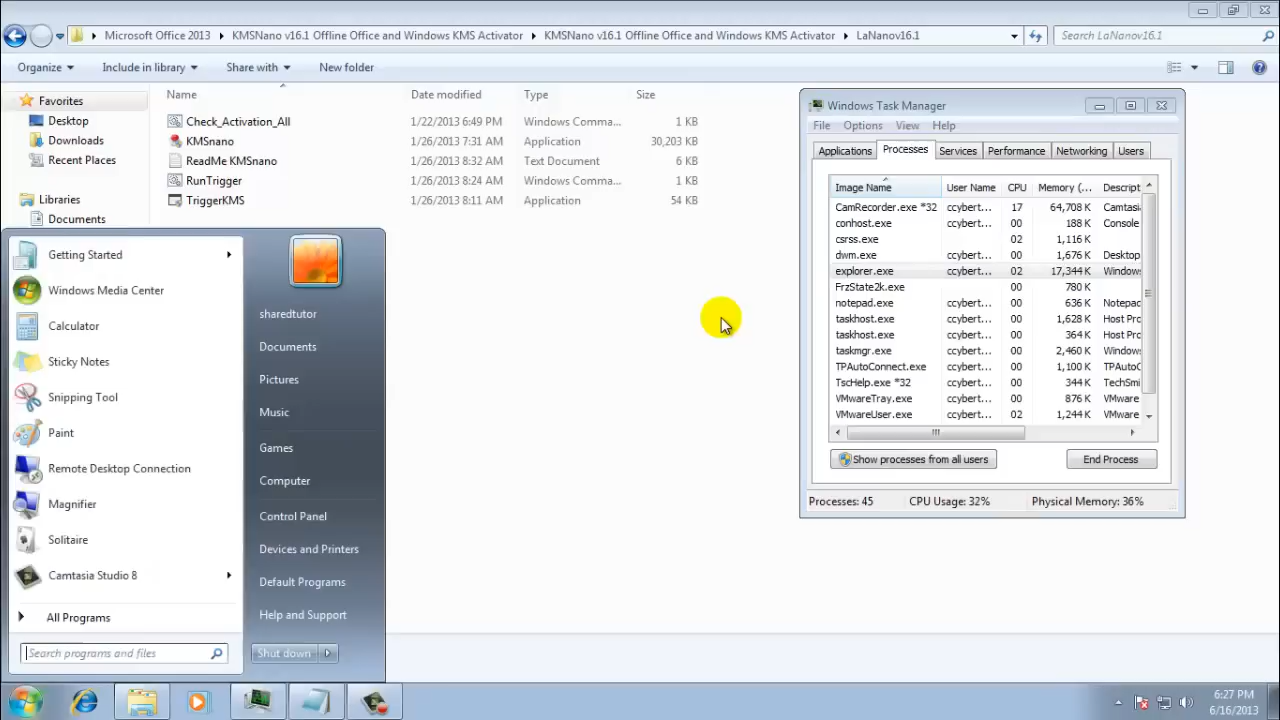 Microsoft Office 2013 KMSNano v16.1 Offline Office and Windows KMS Activator KMSNano v16.1 Offline Office and Windows KMS Activator LaNanov16.1 Search LaNanov16.1
Organize Include in library Share with New folder
Favorites
Desktop
Downloads
Recent Places
Libraries
Documents
Name Date modified Type Size
Check_Activation_All 1/22/2013 6:49 PM Windows Comma... 1 KB
KMSnano 1/26/2013 7:31 AM Application 30,203 KB
ReadMe KMSnano 1/26/2013 8:32 AM Text Document 6 KB
RunTrigger 1/26/2013 8:24 AM Windows Comma... 1 KB
TriggerKMS 1/26/2013 8:11 AM Application 54 KB
Getting Started
Windows Media Center
Calculator
Sticky Notes
Snipping Tool
Paint
Remote Desktop Connection
Magnifier
Solitaire
Camtasia Studio 8
All Programs
Search programs and files
sharedtutor
Documents
Pictures
Music
Games
Computer
Control Panel
Devices and Printers
Default Programs
Help and Support
Shut down
Windows Task Manager
File Options View Help
Applications Processes Services Performance Networking Users
Image Name User Name CPU Memory (... Descript
CamRecorder.exe *32 ccybert... 17 64,708 K Camtasi
conhost.exe ccybert... 00 188 K Console
csrss.exe 02 1,116 K
dwm.exe ccybert... 00 1,676 K Desktop
explorer.exe ccybert... 02 17,344 K Window
FrzState2k.exe 00 780 K
notepad.exe ccybert... 00 636 K Notepad
taskhost.exe ccybert... 00 1,628 K Host Pro
taskhost.exe ccybert... 00 364 K Host Pro
taskmgr.exe ccybert... 00 2,460 K Window
TPAutoConnect.exe ccybert... 00 1,100 K TPAutoC
TscHelp.exe *32 ccybert... 00 344 K TechSmi
VMwareTray.exe ccybert... 00 876 K VMware
VMwareUser.exe ccybert... 02 1,244 K VMware
Show processes from all users End Process
Processes: 45 CPU Usage: 32% Physical Memory: 36%
6:27 PM
6/16/2013